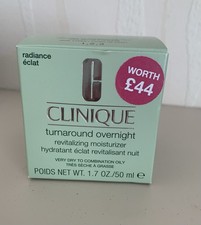 radiance
éclat
WORTH
£44
CLINIQUE
turnaround overnight
revitalizing moisturizer
hydratant éclat revitalisant nuit
VERY DRY TO COMBINATION OILY
TRÈS SÈCHE À GRASSE
POIDS NET WT. 1.7 OZ/50 ml ℮